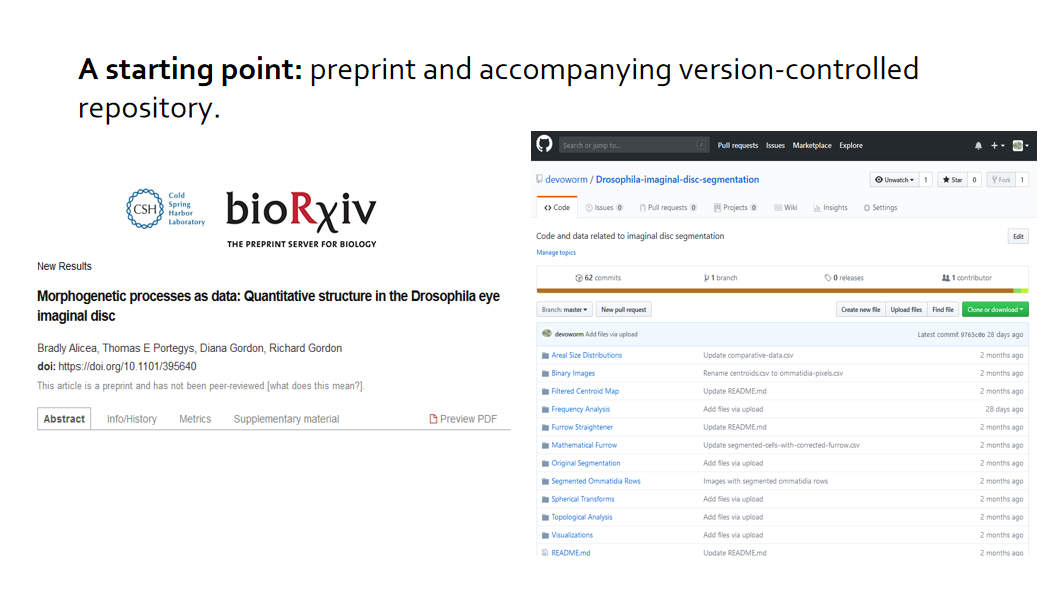 A starting point: preprint and accompanying version-controlled
repository.
CSH
Cold
Spring
Harbor
Laboratory
bioRχiv
THE PREPRINT SERVER FOR BIOLOGY
New Results
Morphogenetic processes as data: Quantitative structure in the Drosophila eye
imaginal disc
Bradly Alicea, Thomas E Portegys, Diana Gordon, Richard Gordon
doi: https://doi.org/10.1101/395640
This article is a preprint and has not been peer-reviewed [what does this mean?].
Abstract Info/History Metrics Supplementary material Preview PDF
Search or jump to... / Pull requests Issues Marketplace Explore
devoworm / Drosophila-imaginal-disc-segmentation Unwatch 1 Star 0 Fork 1
Code Issues 0 Pull requests 0 Projects 0 Wiki Insights Settings
Code and data related to imaginal disc segmentation Edit
Manage topics
62 commits 1 branch 0 releases 1 contributor
Branch: master New pull request Create new file Upload files Find file Clone or download
devoworm Add files via upload Latest commit 9763c0b 28 days ago
Areal Size Distributions Update comparative-data.csv 2 months ago
Binary Images Rename centroids.csv to ommatidia-pixels.csv 2 months ago
Filtered Centroid Map Update README.md 2 months ago
Frequency Analysis Add files via upload 28 days ago
Furrow Straightener Update README.md 2 months ago
Mathematical Furrow Update segmented-cells-with-corrected-furrow.csv 2 months ago
Original Segmentation Add files via upload 2 months ago
Segmented Ommatidia Rows Images with segmented ommatidia rows 2 months ago
Spherical Transforms Add files via upload 2 months ago
Topological Analysis Add files via upload 2 months ago
Visualizations Add files via upload 2 months ago
README.md Update README.md 2 months ago